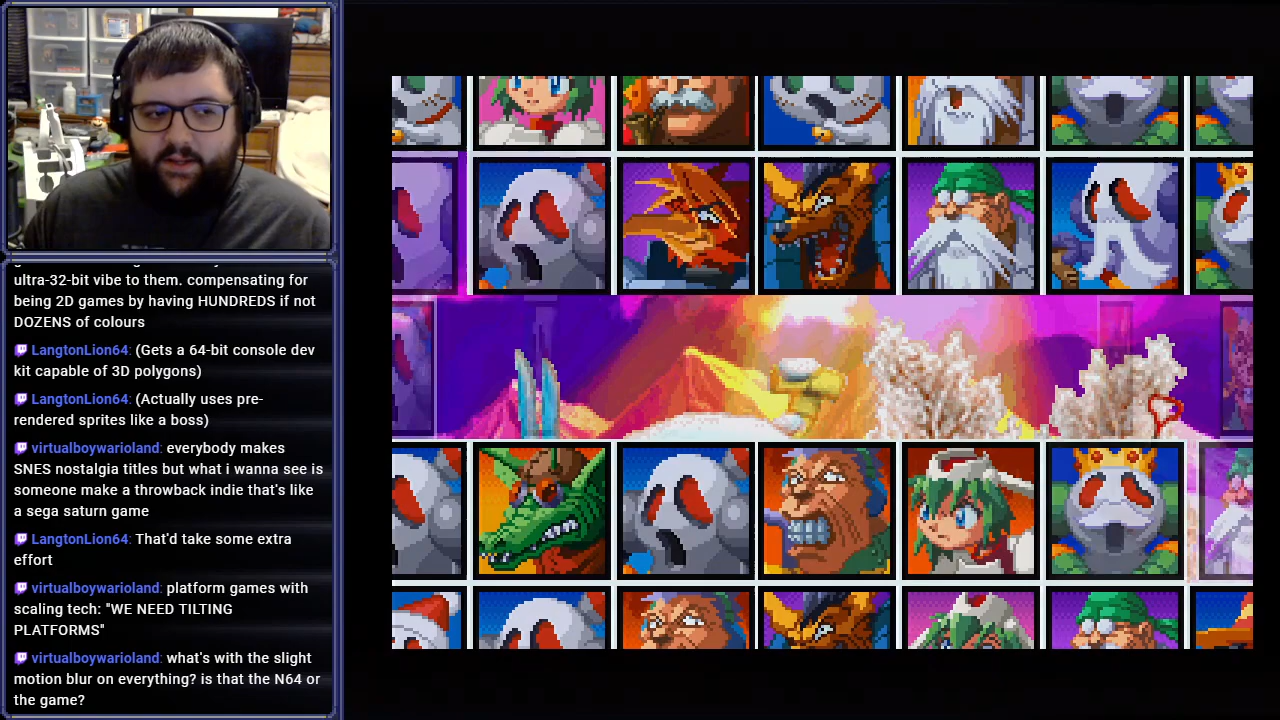 ultra-32-bit vibe to them. compensating for
being 2D games by having HUNDREDS if not
DOZENS of colours
LangtonLion64: (Gets a 64-bit console dev
kit capable of 3D polygons)
LangtonLion64: (Actually uses pre-
rendered sprites like a boss)
virtualboywarioland: everybody makes
SNES nostalgia titles but what i wanna see is
someone make a throwback indie that's like
a sega saturn game
LangtonLion64: That'd take some extra
effort
virtualboywarioland: platform games with
scaling tech: "WE NEED TILTING
PLATFORMS"
virtualboywarioland: what's with the slight
motion blur on everything? is that the N64 or
the game?